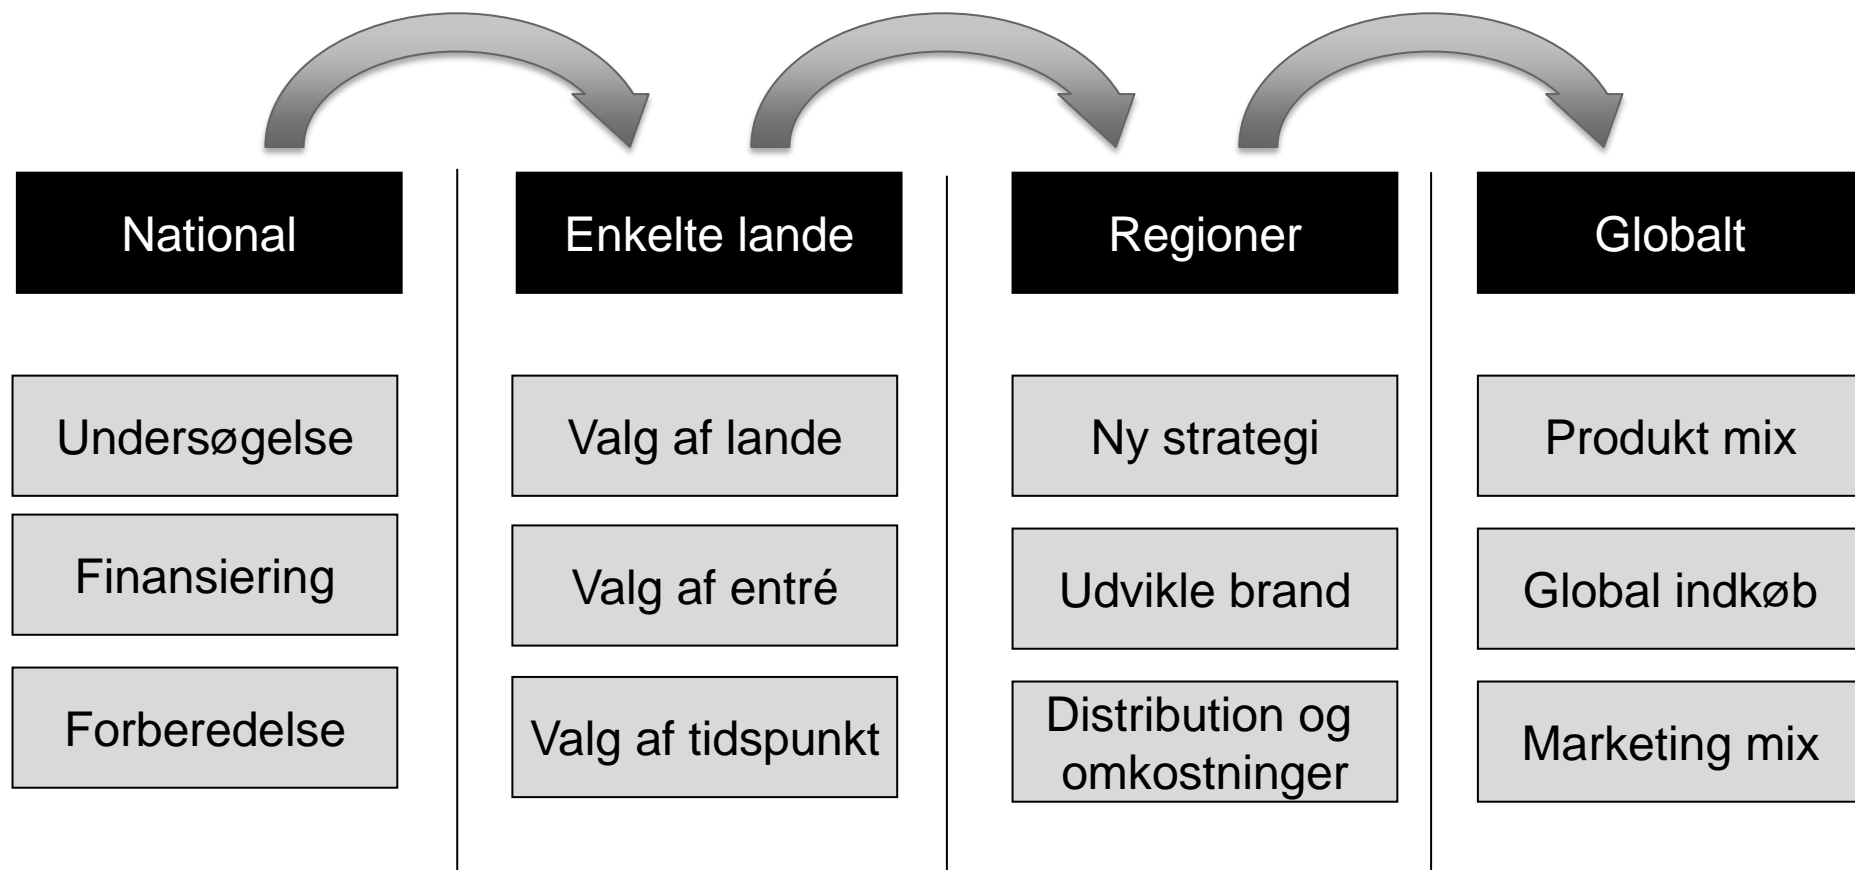 National
Enkelte lande
Regioner
Globalt
Undersøgelse
Finansiering
Forberedelse
Valg af lande
Valg af entré
Valg af tidspunkt
Ny strategi
Udvikle brand
Distribution og
omkostninger
Produkt mix
Global indkøb
Marketing mix